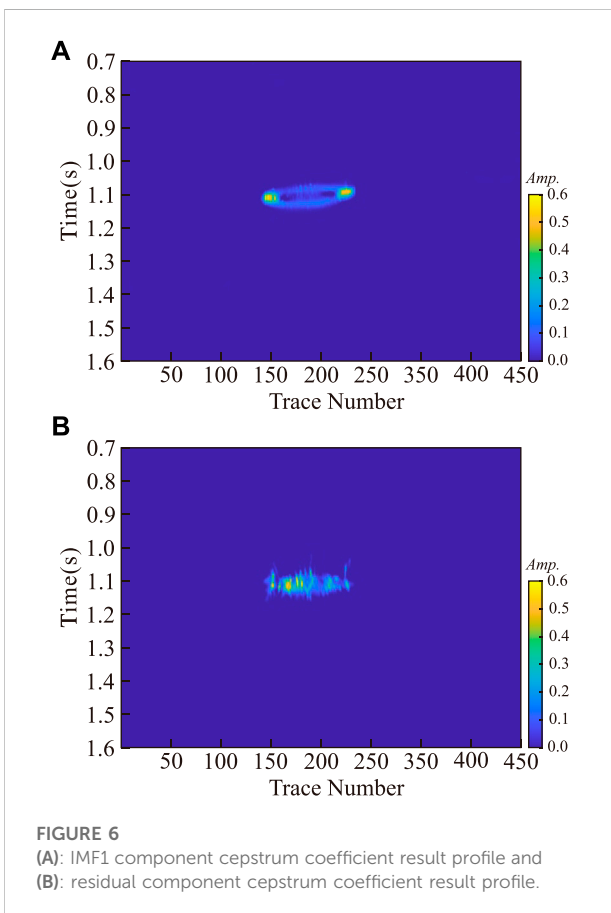 A
0.7
0.8
0.9
1.0
1.1
1.2
1.3
1.4
1.5
1.6
Time(s)
50 100 150 200 250 300 350 400 450
Trace Number
Amp.
0.6
0.5
0.4
0.3
0.2
0.1
0.0
B
0.7
0.8
0.9
1.0
1.1
1.2
1.3
1.4
1.5
1.6
Time(s)
50 100 150 200 250 300 350 400 450
Trace Number
Amp.
0.6
0.5
0.4
0.3
0.2
0.1
0.0
FIGURE 6
(A): IMF1 component cepstrum coefficient result profile and
(B): residual component cepstrum coefficient result profile.